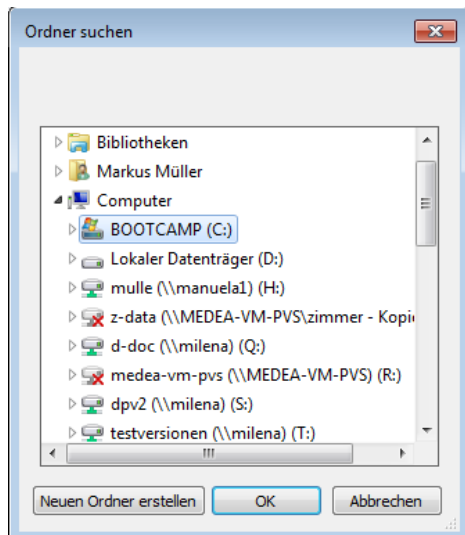 Ordner suchen
Bibliotheken
Markus Müller
Computer
BOOTCAMP (C:)
Lokaler Datenträger (D:)
mulle (\\manuela1) (H:)
z-data (\\MEDEA-VM-PVS\zimmer - Kopi
d-doc (\\milena) (Q:)
medea-vm-pvs (\\MEDEA-VM-PVS) (R:)
dpv2 (\\milena) (S:)
testversionen (\\milena) (T:)
Neuen Ordner erstellen OK Abbrechen